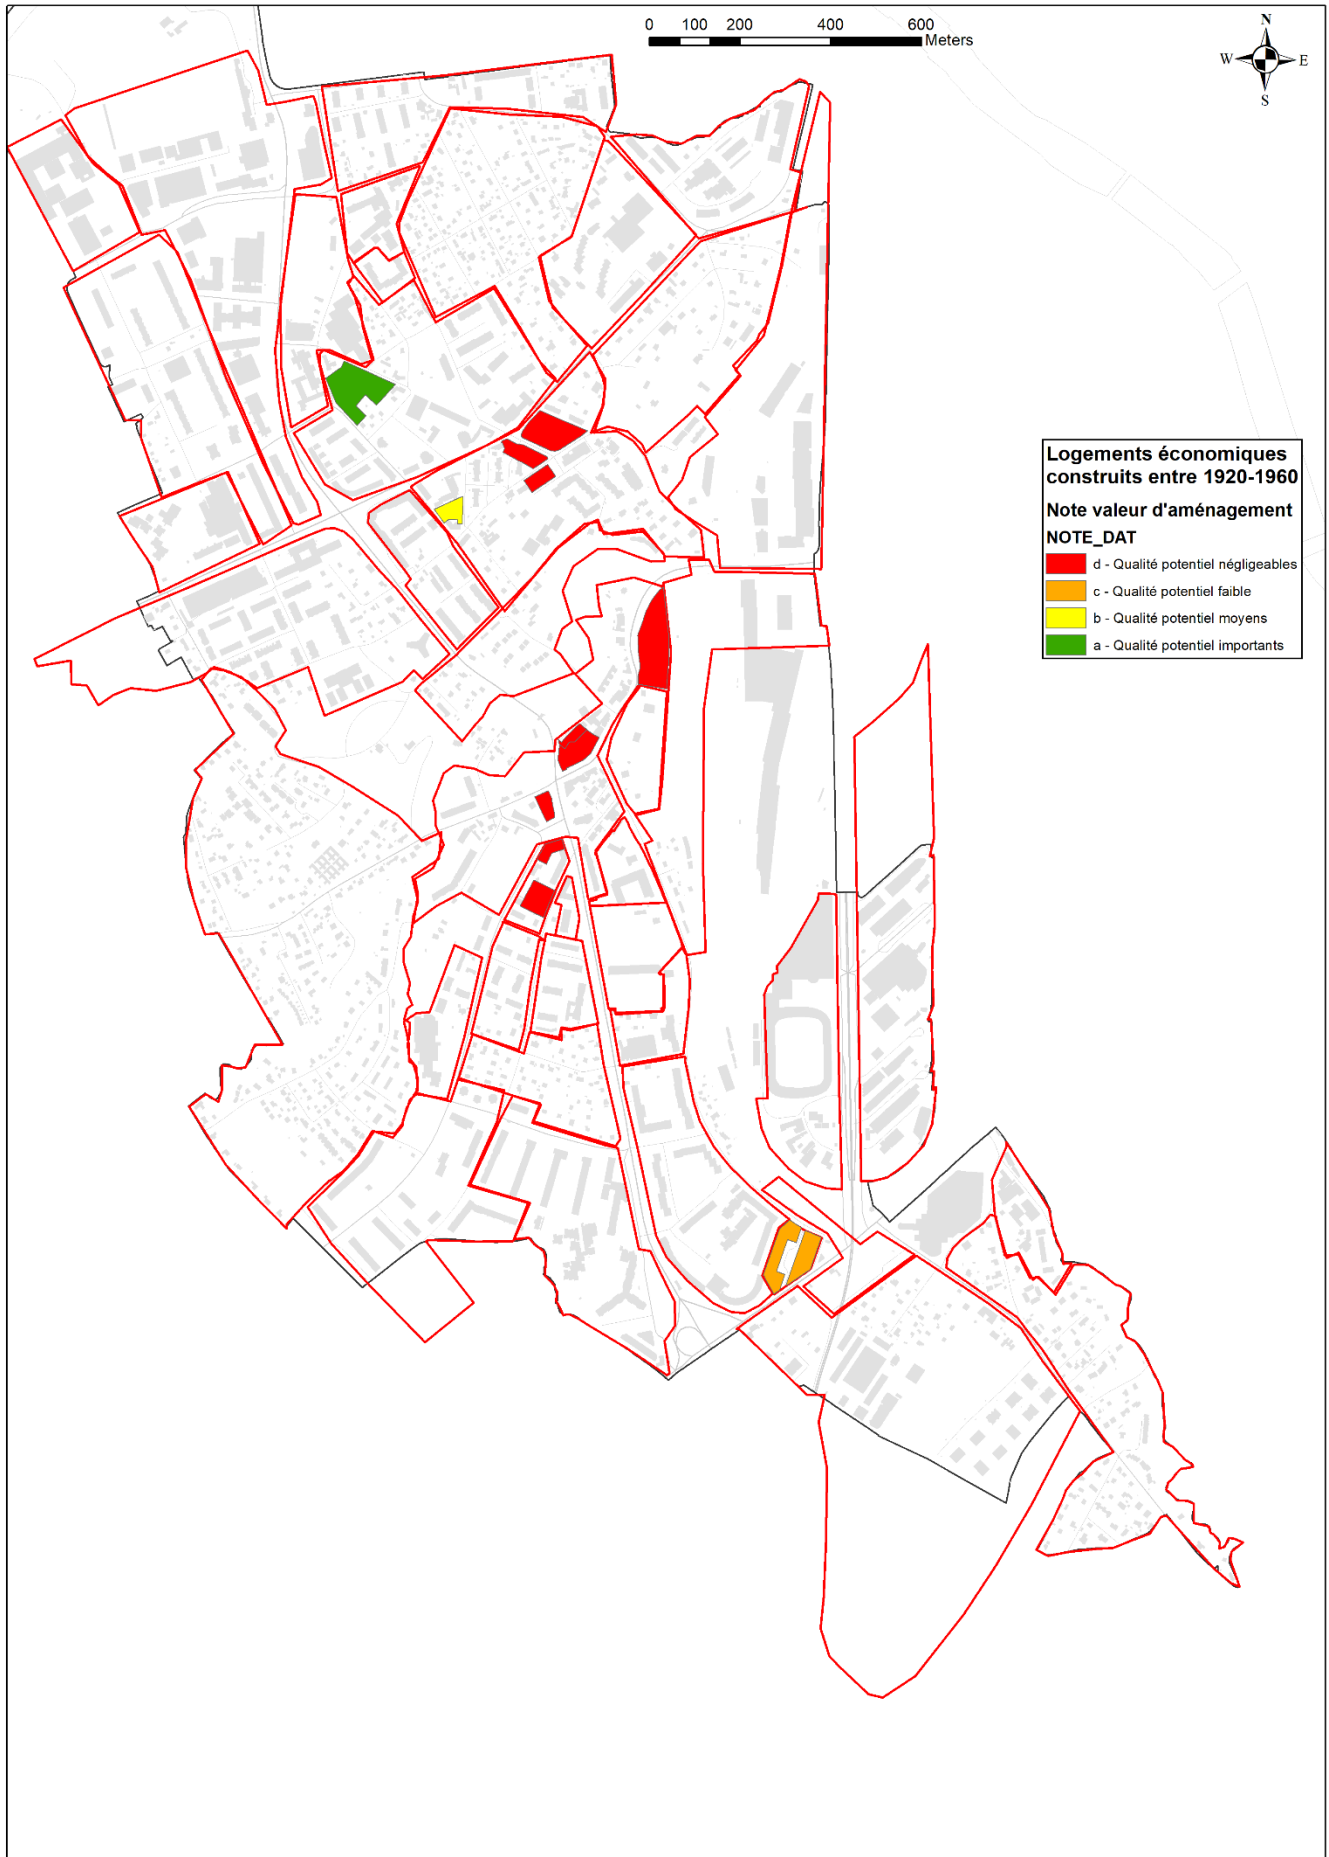 0 100 200 400 600
Meters
N
W E
S
Logements économiques
construits entre 1920-1960
Note valeur d'aménagement
NOTE_DAT
d - Qualité potentiel négligeables
c - Qualité potentiel faible
b - Qualité potentiel moyens
a - Qualité potentiel importants